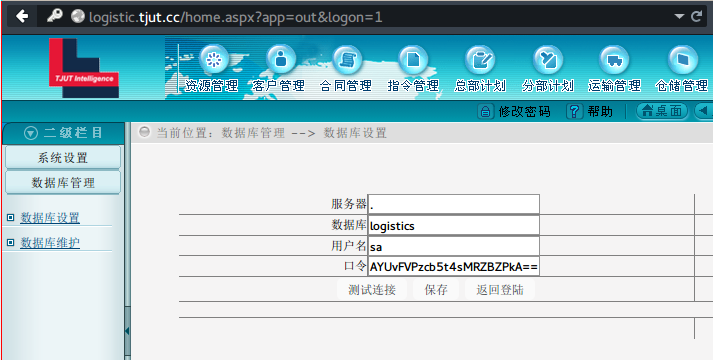 logistic.tjut.cc/home.aspx?app=out&logon=1
TJUT Intelligence
资源管理 客户管理 合同管理 指令管理 总部计划 分部计划 运输管理 仓储管理
修改密码 帮助 桌面
二级栏目
当前位置：数据库管理 --> 数据库设置
系统设置
数据库管理
数据库设置
数据库维护
服务器 .
数据库 logistics
用户名 sa
口令 AYUvFVPzcb5t4sMRZBZPkA==
测试连接 保存 返回登陆